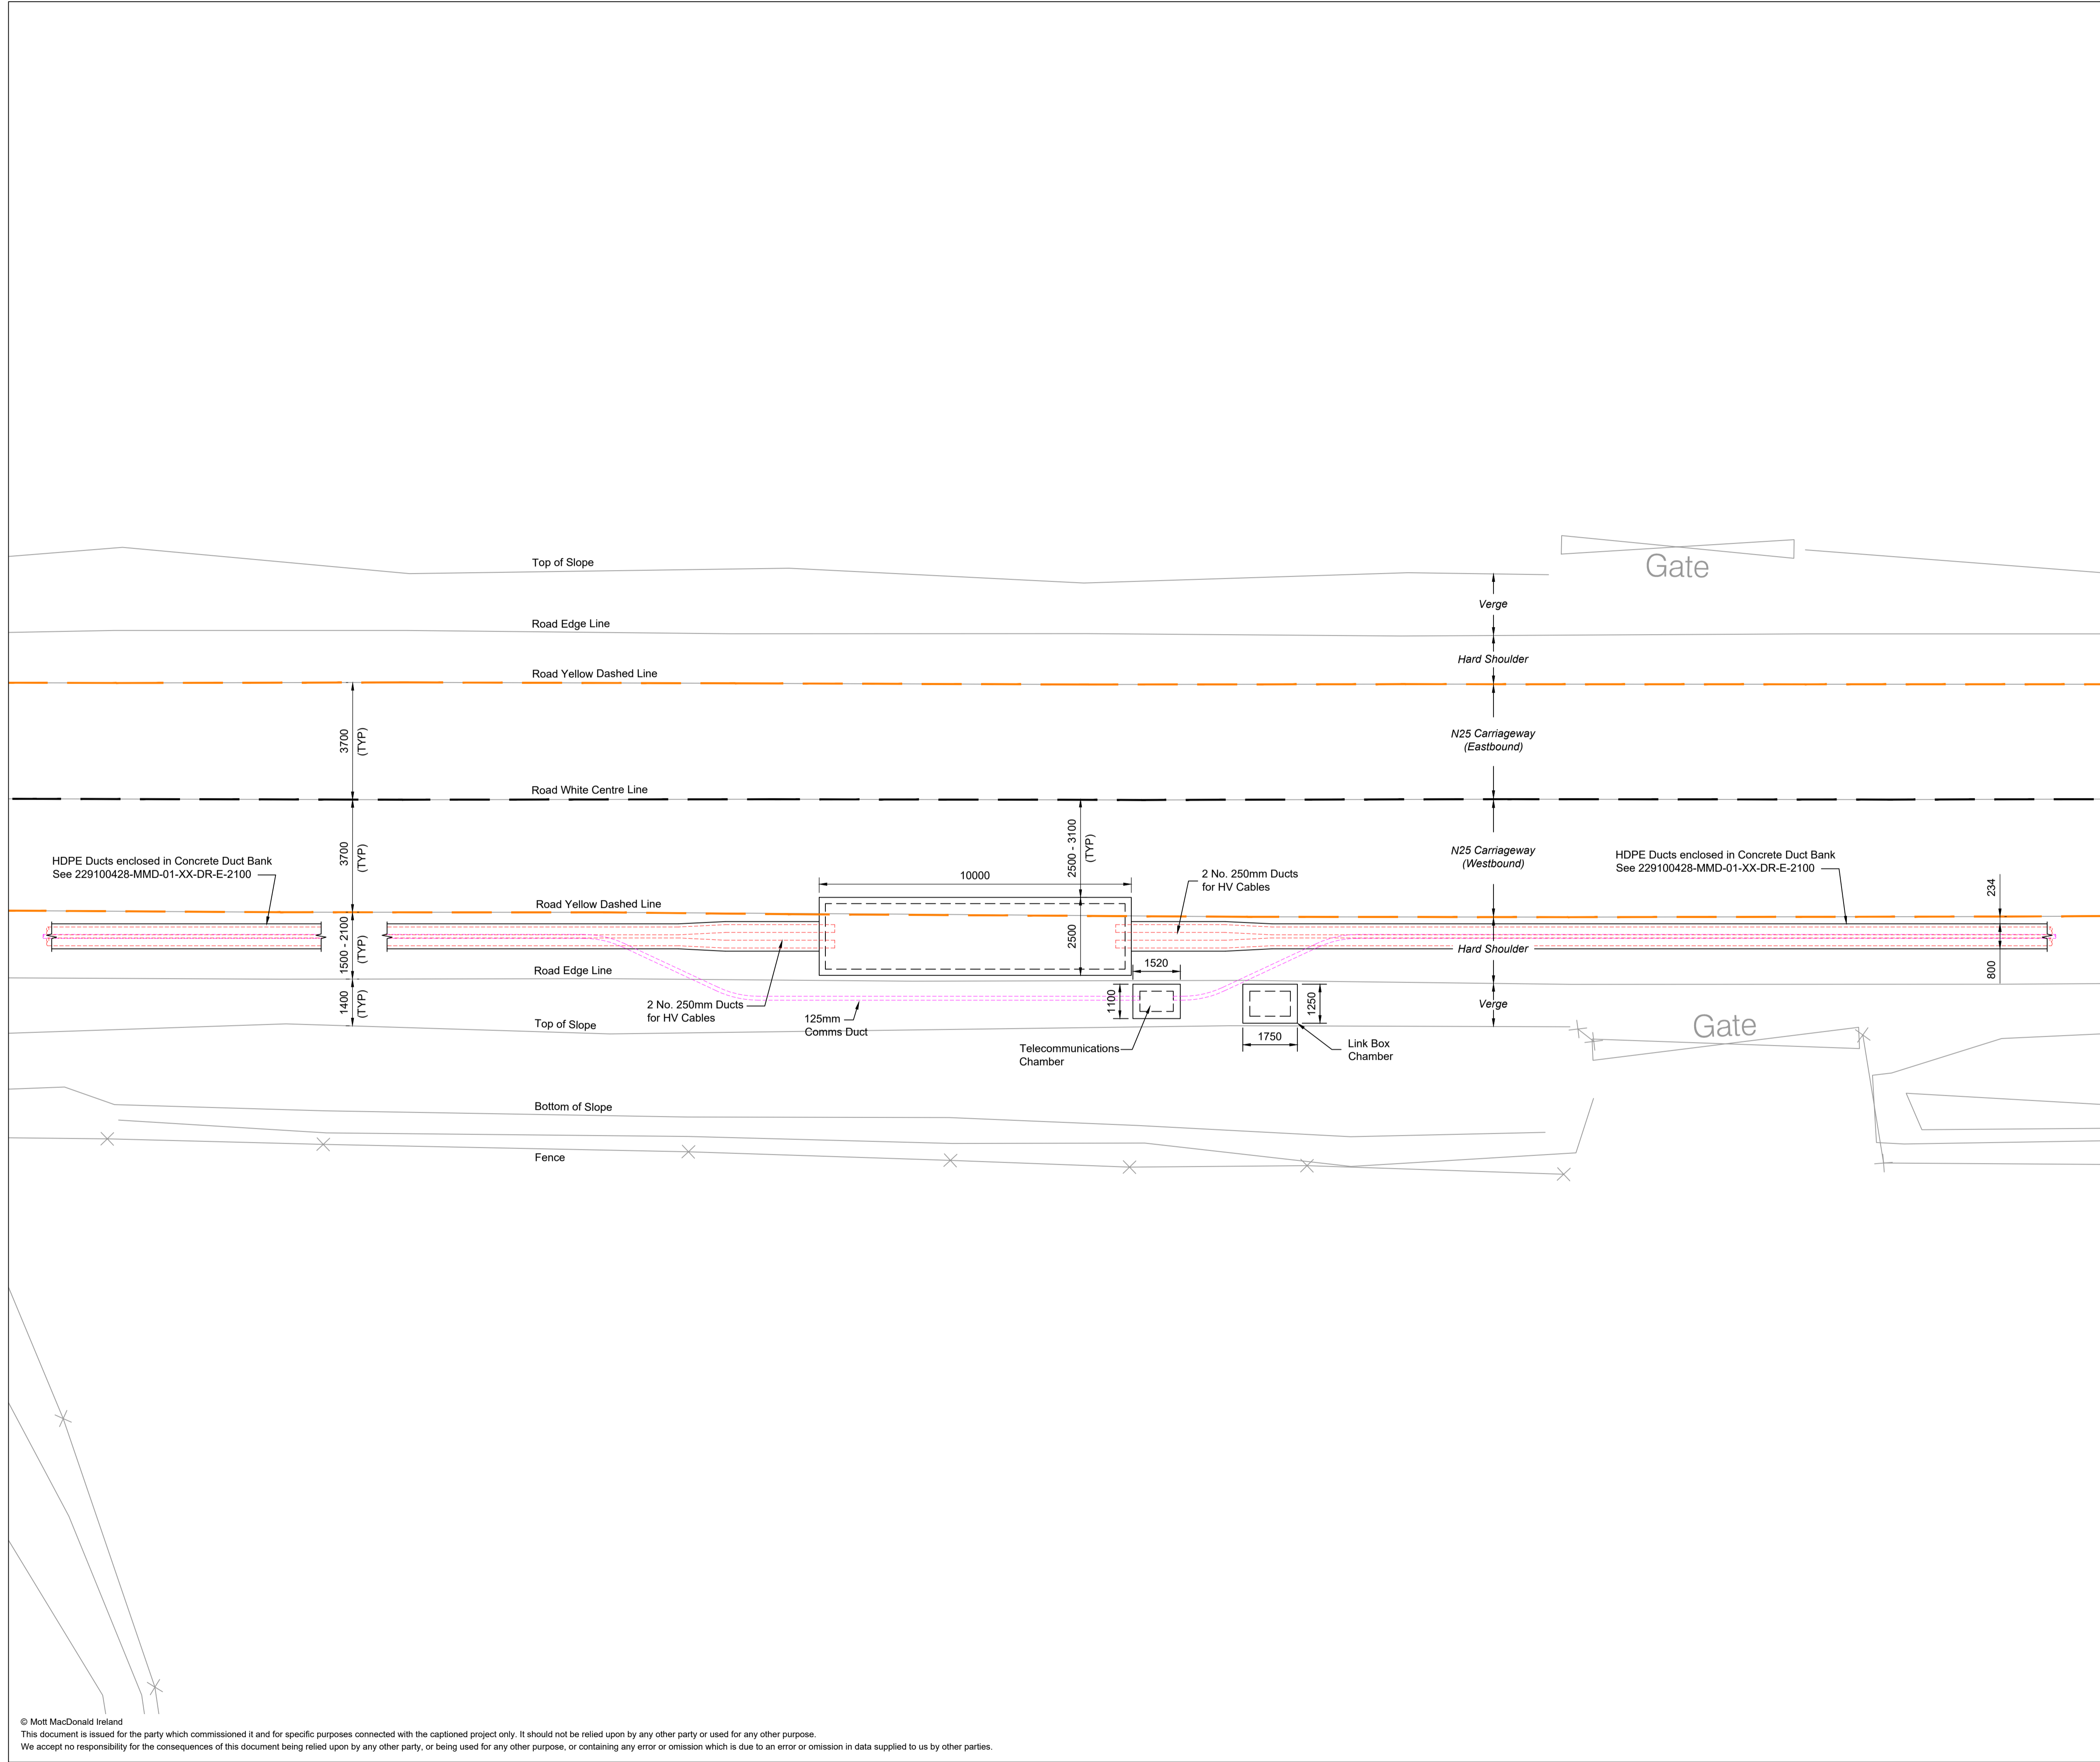 Top of Slope
Gate
Verge
Road Edge Line
Hard Shoulder
Road Yellow Dashed Line
3700
(TYP)
N25 Carriageway
(Eastbound)
Road White Centre Line
3700
(TYP)
2500 - 3100
(TYP)
N25 Carriageway
(Westbound)
HDPE Ducts enclosed in Concrete Duct Bank
See 229100428-MMD-01-XX-DR-E-2100
10000
2 No. 250mm Ducts
for HV Cables
HDPE Ducts enclosed in Concrete Duct Bank
See 229100428-MMD-01-XX-DR-E-2100
234
Road Yellow Dashed Line
1500 - 2100
(TYP)
2500
Hard Shoulder
800
Road Edge Line
1520
1400
(TYP)
2 No. 250mm Ducts
for HV Cables
125mm
Comms Duct
1100
1250
Verge
Top of Slope
Gate
1750
Telecommunications
Chamber
Link Box
Chamber
Bottom of Slope
Fence
© Mott MacDonald Ireland
This document is issued for the party which commissioned it and for specific purposes connected with the captioned project only. It should not be relied upon by any other party or used for any other purpose.
We accept no responsibility for the consequences of this document being relied upon by any other party, or being used for any other purpose, or containing any error or omission which is due to an error or omission in data supplied to us by other parties.